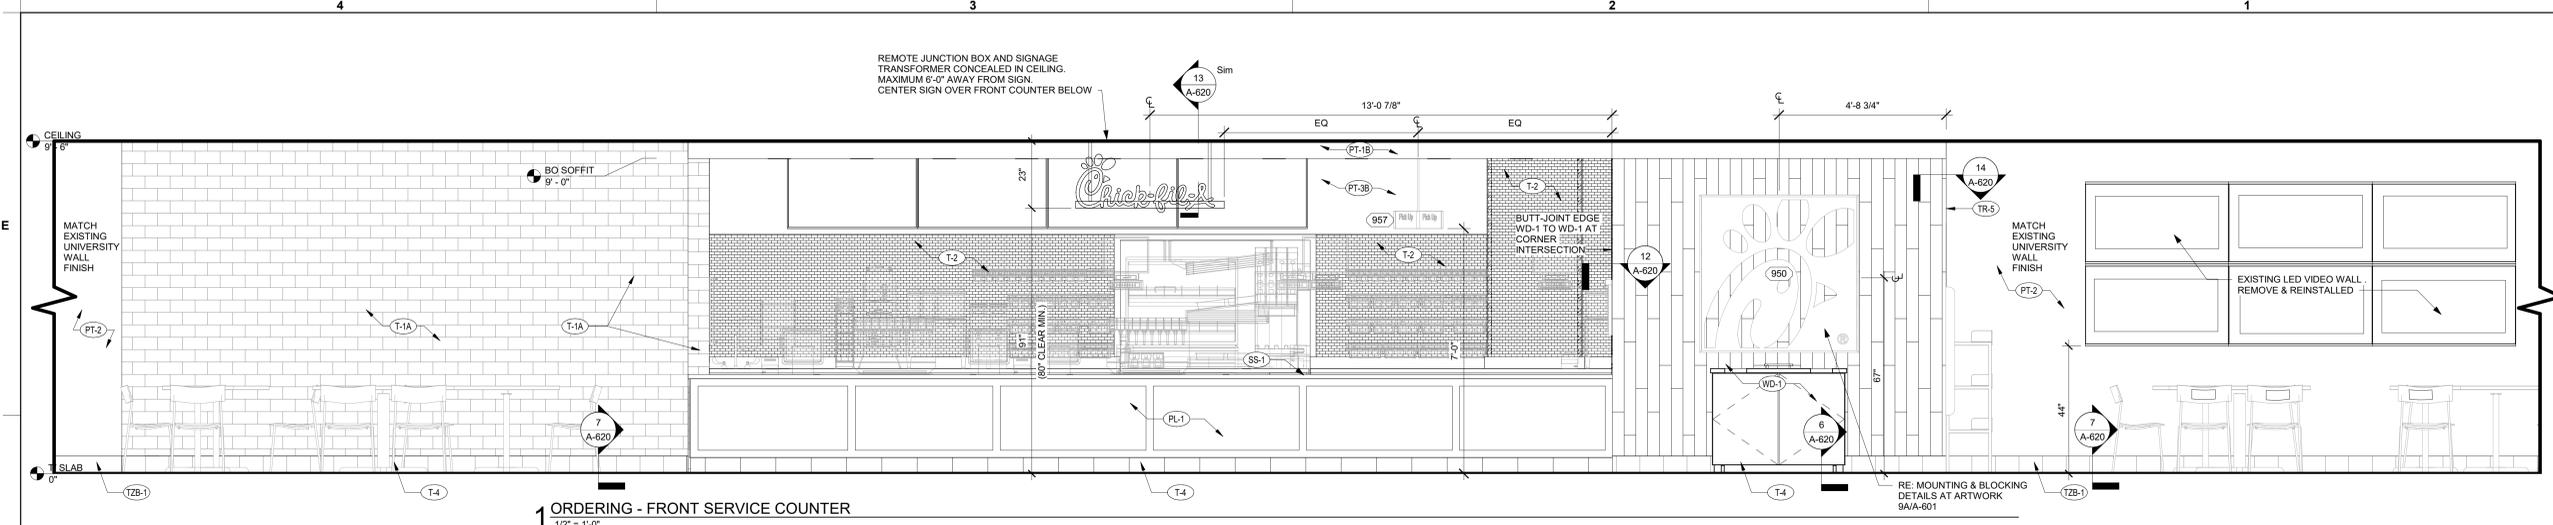 4
3
2
1
REMOTE JUNCTION BOX AND SIGNAGE
TRANSFORMER CONCEALED IN CEILING.
MAXIMUM 6'-0" AWAY FROM SIGN.
CENTER SIGN OVER FRONT COUNTER BELOW
13
A-620
Sim
13'-0 7/8"
4'-8 3/4"
EQ
EQ
CEILING
9' - 6"
BO SOFFIT
9' - 0"
23"
Chick-fil-A
PT-1B
PT-3B
T-2
957
Pick Up
Pick Up
14
A-620
TR-5
E
MATCH
EXISTING
UNIVERSITY
WALL
FINISH
BUTT-JOINT EDGE
WD-1 TO WD-1 AT
CORNER
INTERSECTION
MATCH
EXISTING
UNIVERSITY
WALL
FINISH
T-2
T-2
12
A-620
950
®
EXISTING LED VIDEO WALL .
REMOVE & REINSTALLED
PT-2
PT-2
T-1A
T-1A
91"
(80" CLEAR MIN.)
7'-0"
SS-1
67"
WD-1
44"
PL-1
7
A-620
6
A-620
7
A-620
T. SLAB
0"
TZB-1
T-4
T-4
T-4
RE: MOUNTING & BLOCKING
DETAILS AT ARTWORK
9A/A-601
TZB-1
1 ORDERING - FRONT SERVICE COUNTER
1/2" = 1'-0"